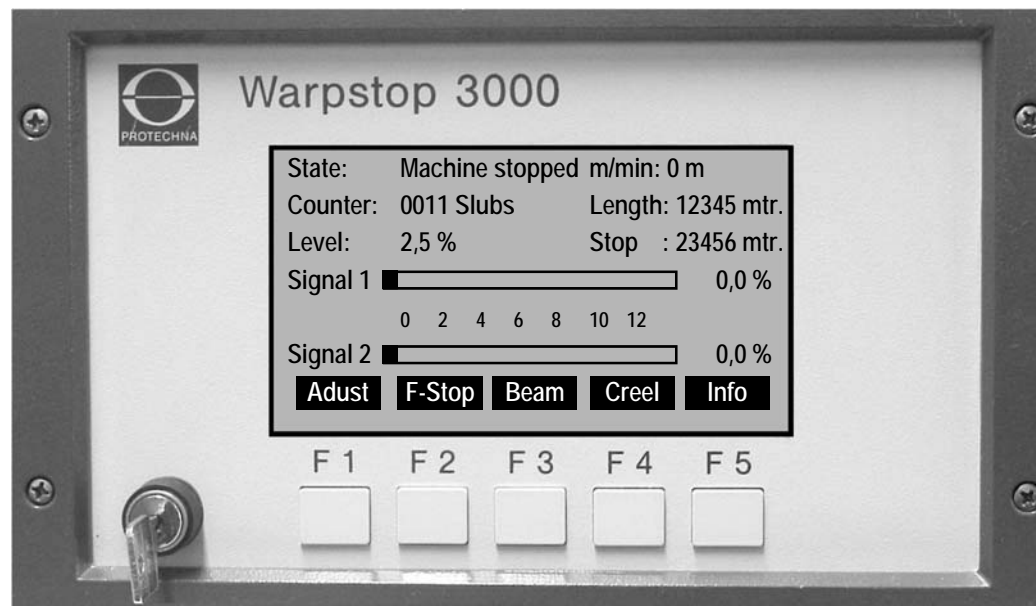 PROTECHNA
Warpstop 3000
State: Machine stopped m/min: 0 m
Counter: 0011 Slubs Length: 12345 mtr.
Level: 2,5 % Stop : 23456 mtr.
Signal 1 0,0 %
0 2 4 6 8 10 12
Signal 2 0,0 %
Adust F-Stop Beam Creel Info
F 1 F 2 F 3 F 4 F 5